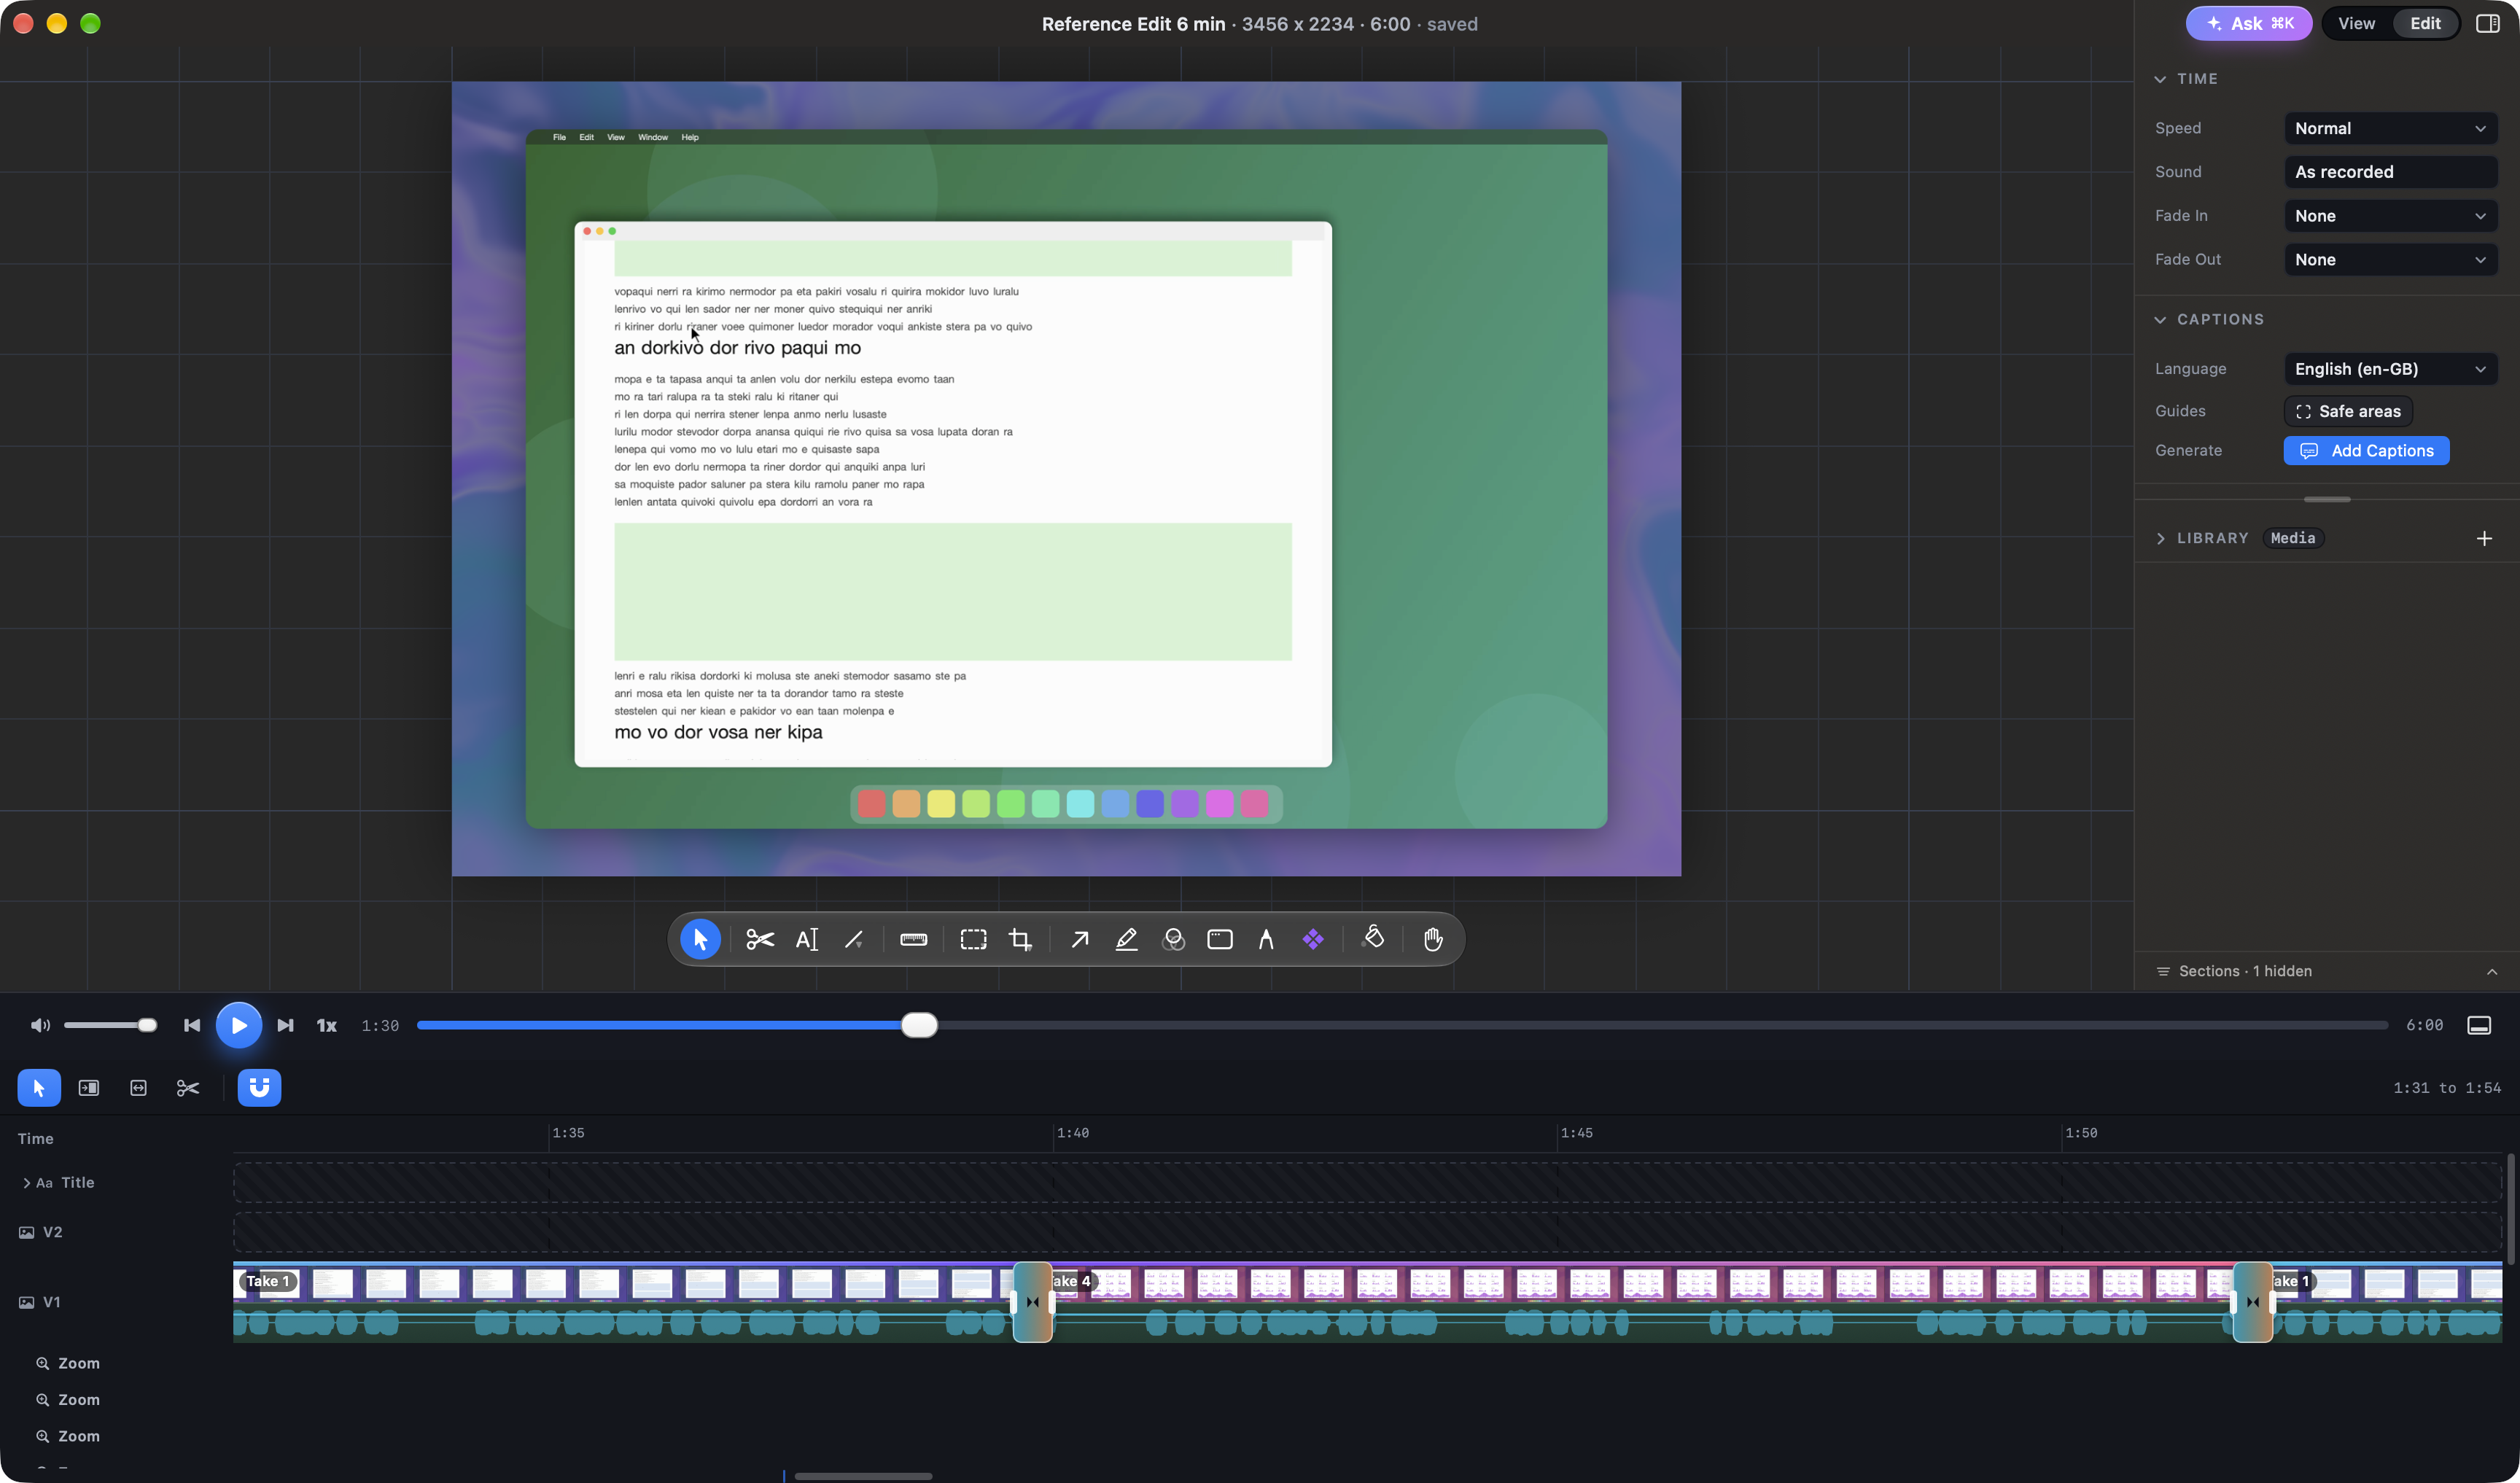 Reference Edit 6 min · 3456 x 2234 · 6:00 · saved
Ask ⌘K
View
Edit
TIME
Speed Normal
Sound As recorded
Fade In None
Fade Out None
CAPTIONS
Language English (en-GB)
Guides Safe areas
Generate Add Captions
LIBRARY Media
Sections · 1 hidden
File Edit View Window Help
vopaqui nerri ra kirimo nermodor pa eta pakiri vosalu ri quirira mokidor luvo luralu
lenrivo vo qui len sador ner ner moner quivo stequiqui ner anriki
ri kiriner dorlu riraner voee quimoner luedor morador voqui ankiste stera pa vo quivo
an dorkivo dor rivo paqui mo
mopa e ta tapasa anqui ta anlen volu dor nerkilu estepa evomo taan
mo ra tari ralupa ra ta steki ralu ki ritaner qui
ri len dorpa qui nerrira stener lenpa anmo nerlu lusaste
lurilu modor stevodor dorpa anansa quiqui rie rivo quisa sa vosa lupata doran ra
lenepa qui vomo mo vo lulu etari mo e quisaste sapa
dor len evo dorlu nermopa ta riner dordor qui anquiki anpa luri
sa moquiste pador saluner pa stera kilu ramolu paner mo rapa
lenlen antata quivoki quivolu epa dordorri an vora ra
lenri e ralu rikisa dordorki ki molusa ste aneki stemodor sasamo ste pa
anri mosa eta len quiste ner ta ta dorandor tamo ra steste
stestelen qui ner kiean e pakidor vo ean taan molenpa e
mo vo dor vosa ner kipa
1x 1:30 6:00
1:31 to 1:54
Time 1:35 1:40 1:45 1:50
Aa Title
V2
V1
Take 1
ake 4
ake 1
Zoom
Zoom
Zoom